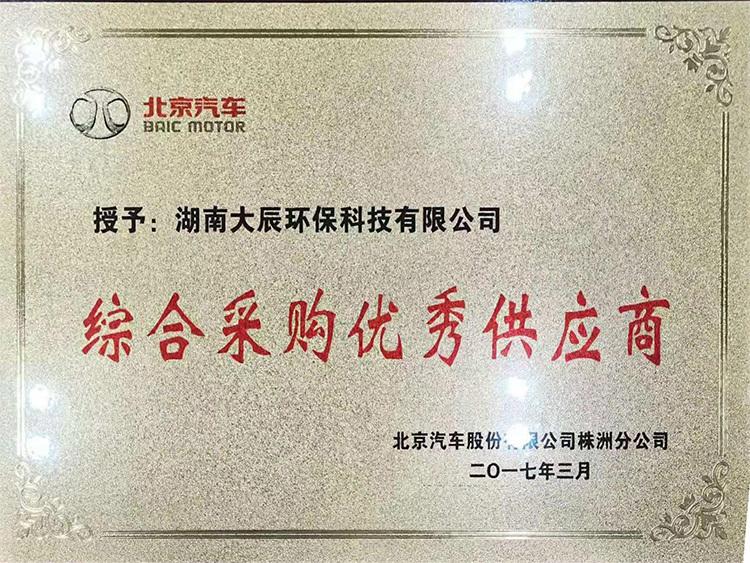 北京汽车
BAIC MOTOR
授予：湖南大辰环保科技有限公司
综合采购优秀供应商
北京汽车股份有限公司株洲分公司
二〇一七年三月